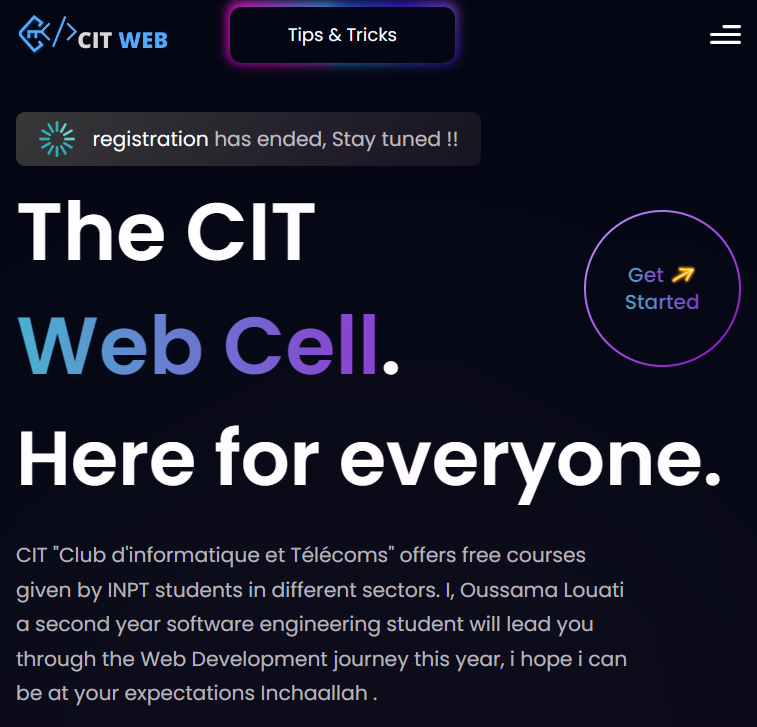 CIT WEB
Tips & Tricks
registration has ended, Stay tuned !!
The CIT
Web Cell.
Here for everyone.
Get
Started
CIT "Club d'informatique et Télécoms" offers free courses
given by INPT students in different sectors. I, Oussama Louati
a second year software engineering student will lead you
through the Web Development journey this year, i hope i can
be at your expectations Inchaallah .